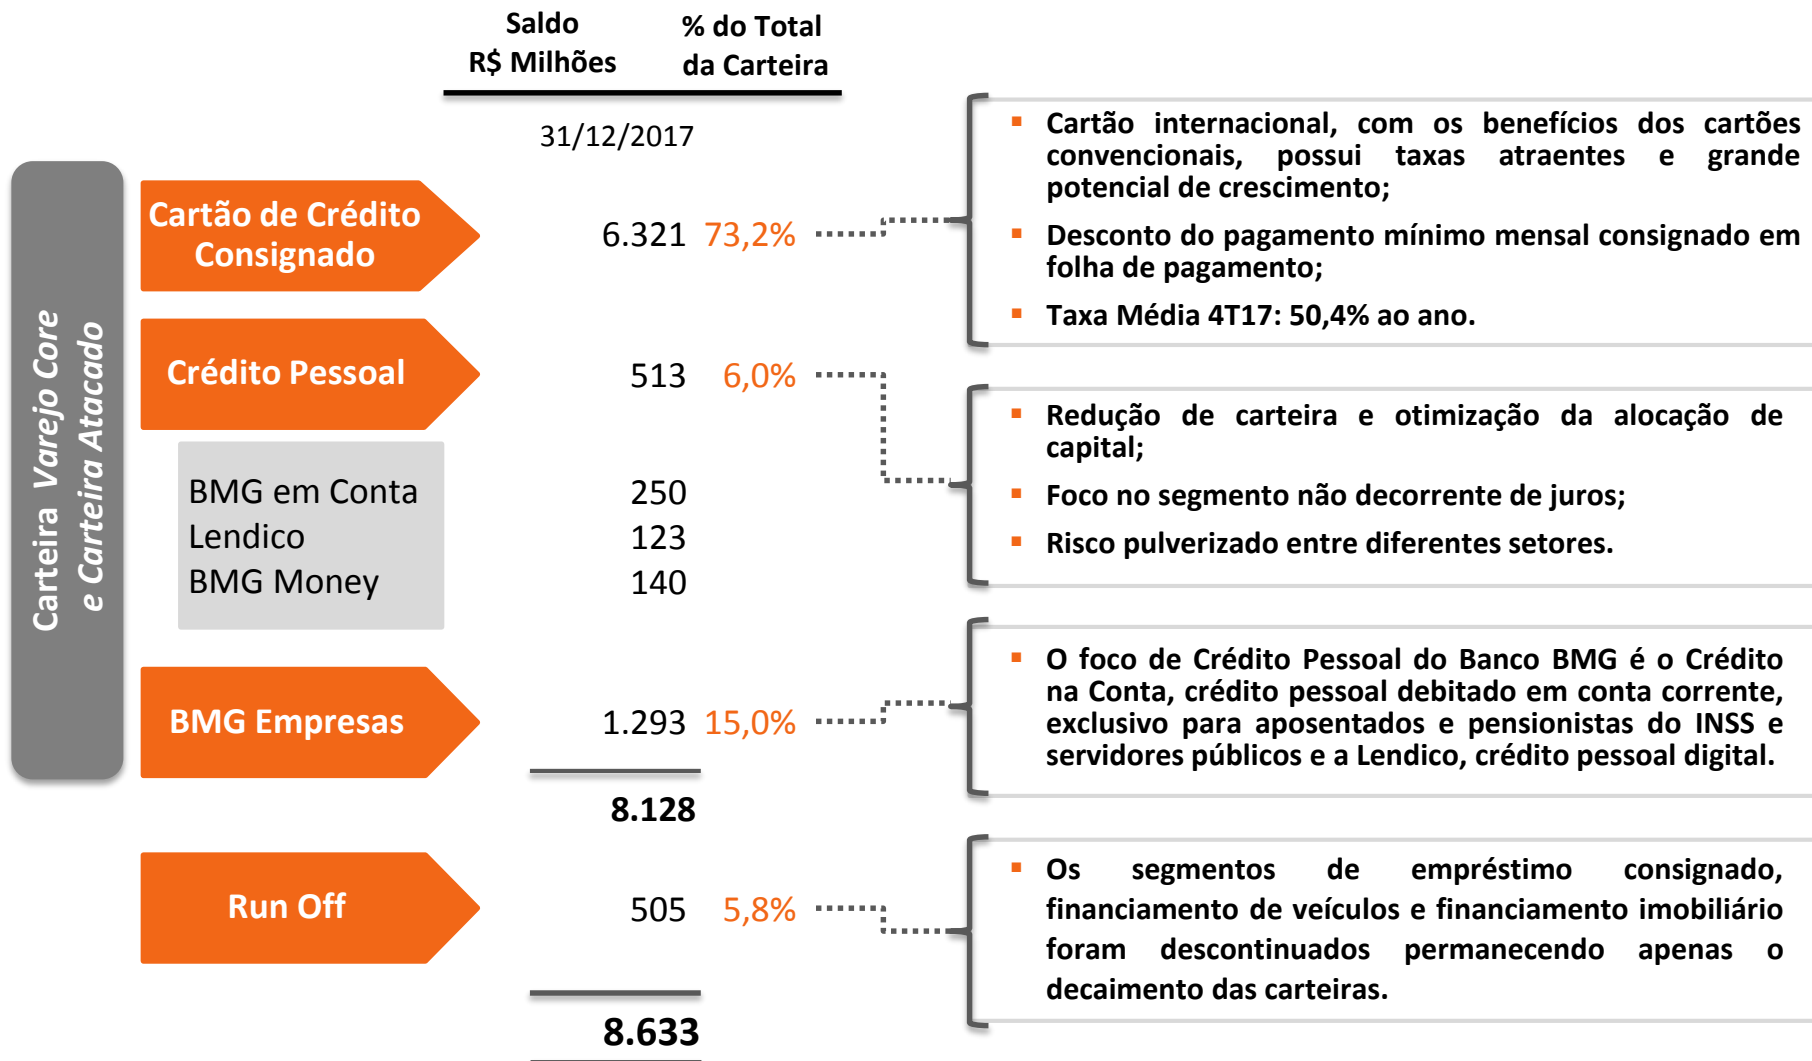 Saldo
R$ Milhões
% do Total
da Carteira
31/12/2017
Carteira Varejo Core
e Carteira Atacado
Cartão de Crédito
Consignado
6.321 73,2%
▪ Cartão internacional, com os benefícios dos cartões
convencionais, possui taxas atraentes e grande
potencial de crescimento;
▪ Desconto do pagamento mínimo mensal consignado em
folha de pagamento;
▪ Taxa Média 4T17: 50,4% ao ano.
Crédito Pessoal
513 6,0%
▪ Redução de carteira e otimização da alocação de
capital;
▪ Foco no segmento não decorrente de juros;
▪ Risco pulverizado entre diferentes setores.
BMG em Conta 250
Lendico 123
BMG Money 140
BMG Empresas
1.293 15,0%
▪ O foco de Crédito Pessoal do Banco BMG é o Crédito
na Conta, crédito pessoal debitado em conta corrente,
exclusivo para aposentados e pensionistas do INSS e
servidores públicos e a Lendico, crédito pessoal digital.
8.128
Run Off
505 5,8%
▪ Os segmentos de empréstimo consignado,
financiamento de veículos e financiamento imobiliário
foram descontinuados permanecendo apenas o
decaimento das carteiras.
8.633